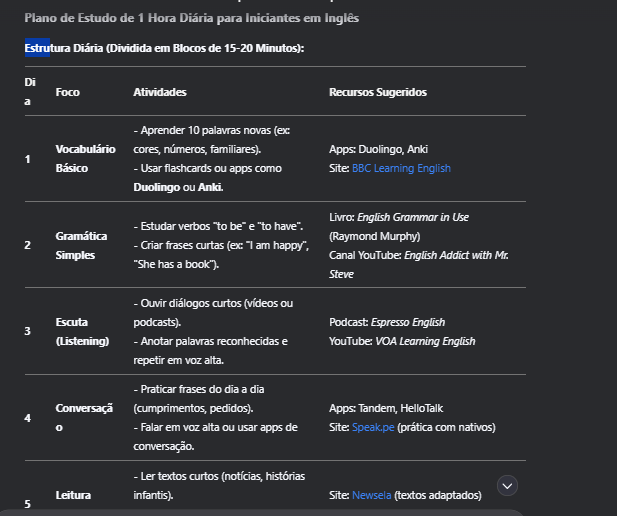 Plano de Estudo de 1 Hora Diária para Iniciantes em Inglês
Estrutura Diária (Dividida em Blocos de 15-20 Minutos):
Di
a
Foco
Atividades
Recursos Sugeridos
1
Vocabulário
Básico
- Aprender 10 palavras novas (ex:
cores, números, familiares).
- Usar flashcards ou apps como
Duolingo ou Anki.
Apps: Duolingo, Anki
Site: BBC Learning English
2
Gramática
Simples
- Estudar verbos "to be" e "to have".
- Criar frases curtas (ex: "I am happy",
"She has a book").
Livro: English Grammar in Use
(Raymond Murphy)
Canal YouTube: English Addict with Mr.
Steve
3
Escuta
(Listening)
- Ouvir diálogos curtos (vídeos ou
podcasts).
- Anotar palavras reconhecidas e
repetir em voz alta.
Podcast: Espresso English
YouTube: VOA Learning English
4
Conversaçã
o
- Praticar frases do dia a dia
(cumprimentos, pedidos).
- Falar em voz alta ou usar apps de
conversação.
Apps: Tandem, HelloTalk
Site: Speak.pe (prática com nativos)
5
Leitura
- Ler textos curtos (notícias, histórias
infantis).
Site: Newsela (textos adaptados)